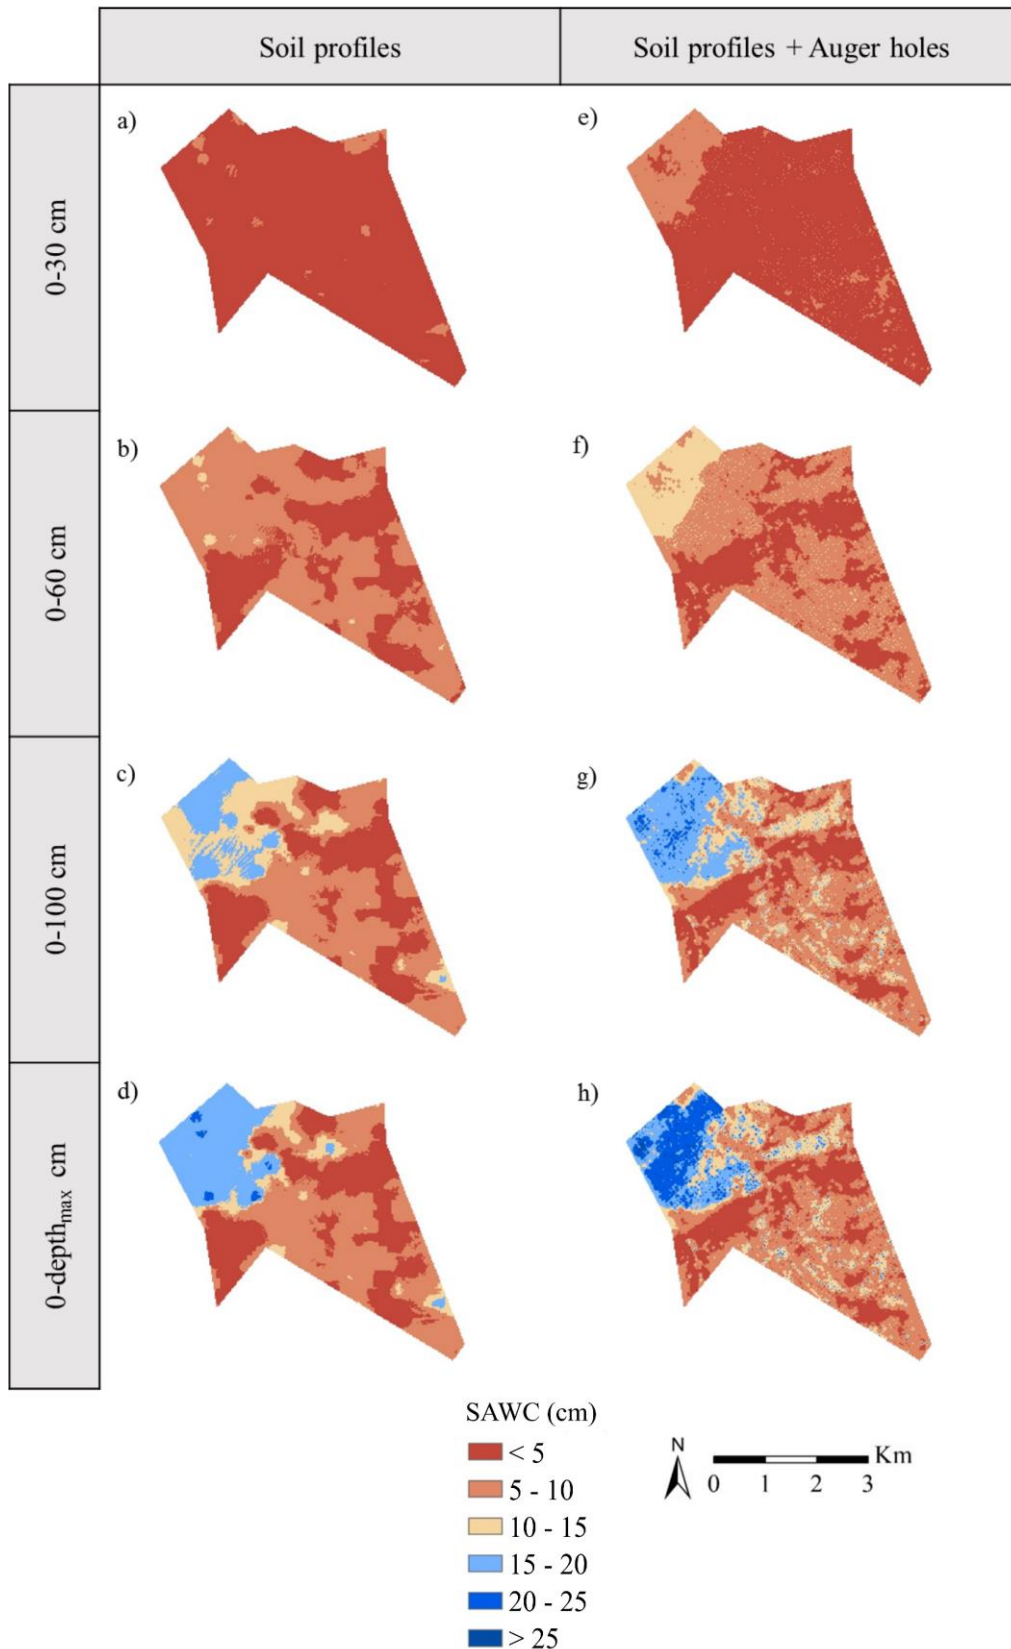 Soil profiles
Soil profiles + Auger holes
0-30 cm
a)
e)
0-60 cm
b)
f)
0-100 cm
c)
g)
0-depthmax cm
d)
h)
SAWC (cm)
< 5
5 - 10
10 - 15
15 - 20
20 - 25
> 25
N
Km
0 1 2 3